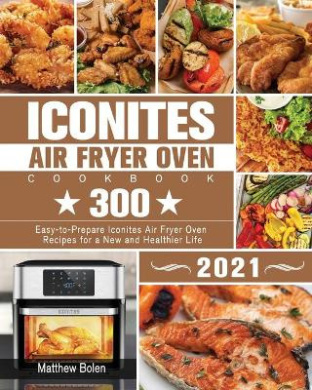 ICONITES
AIR FRYER OVEN
COOKBOOK
300
Easy-to-Prepare Iconites Air Fryer Oven
Recipes for a New and Healthier Life
2021
ICONITES
Matthew Bolen